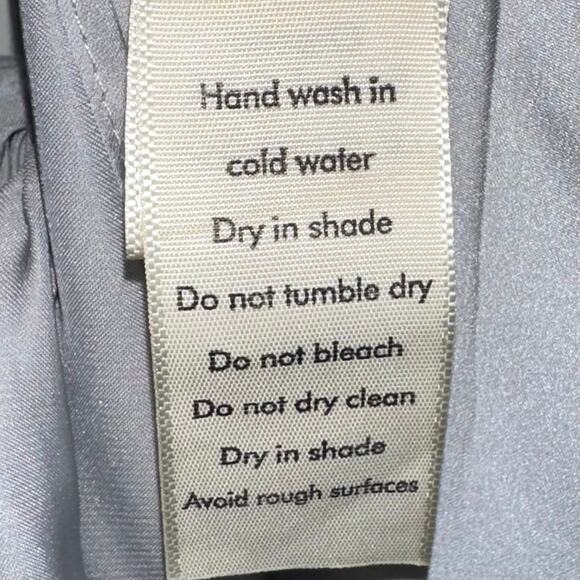 Hand wash in
cold water
Dry in shade
Do not tumble dry
Do not bleach
Do not dry clean
Dry in shade
Avoid rough surfaces